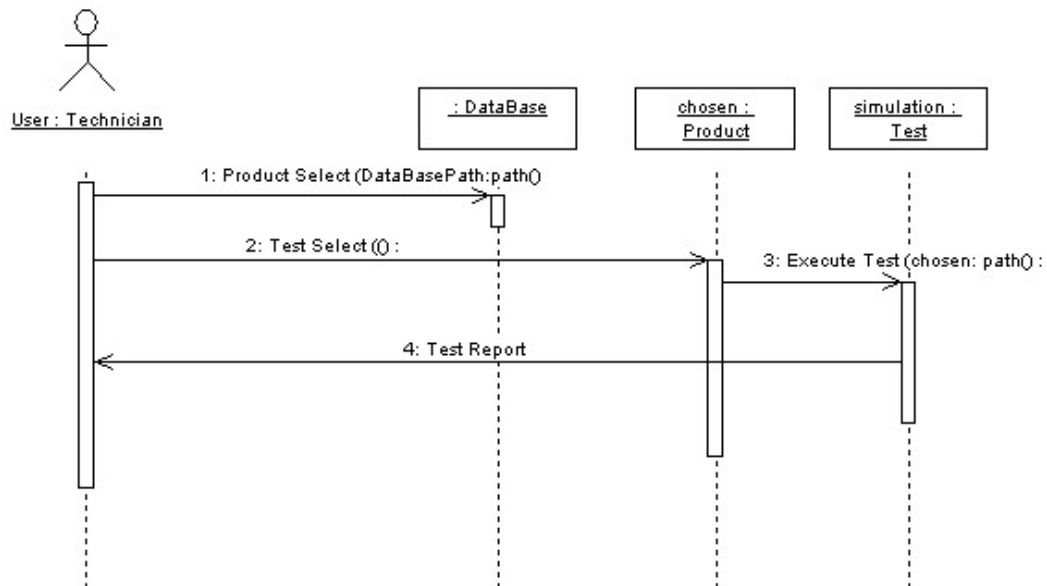 User : Technician
: DataBase
chosen :
Product
simulation :
Test
1: Product Select (DataBasePath:path()
2: Test Select (() :
3: Execute Test (chosen: path() :
4: Test Report